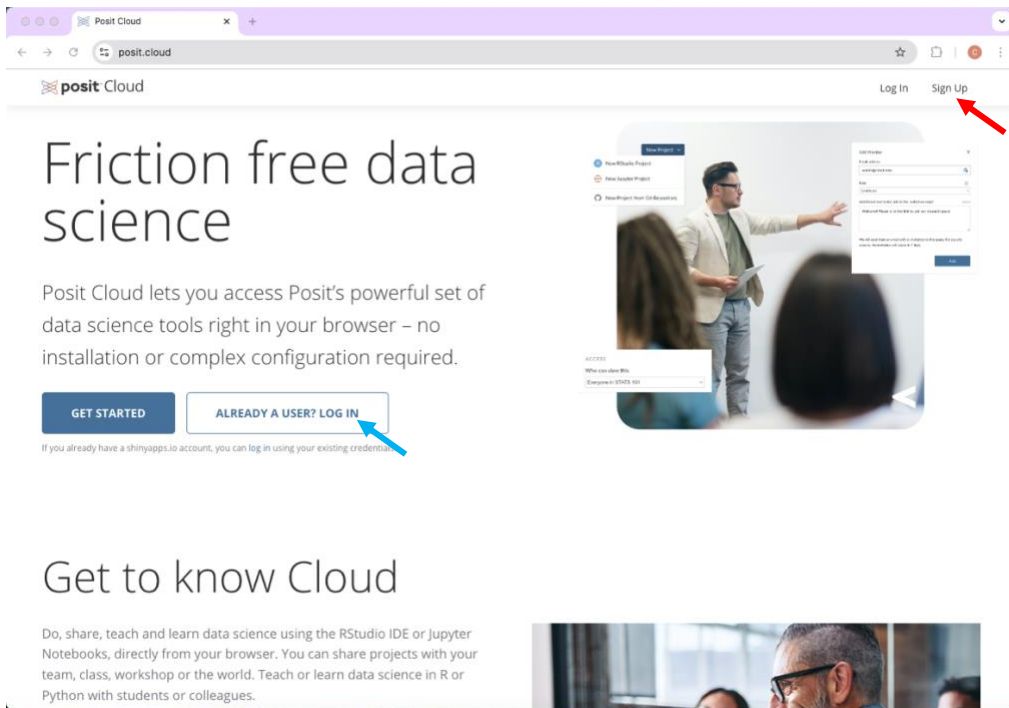 Posit Cloud
posit.cloud
C
posit Cloud
Log In
Sign Up
Friction free data
science
Posit Cloud lets you access Posit's powerful set of
data science tools right in your browser – no
installation or complex configuration required.
GET STARTED
ALREADY A USER? LOG IN
If you already have a shinyapps.io account, you can log in using your existing
New Project
New RStudio Project
New Jupyter Project
New Project from Git Repository
Add Member
ACCESS
Who can view this
Everyone in STATS 101
Get to know Cloud
Do, share, teach and learn data science using the RStudio IDE or Jupyter
Notebooks, directly from your browser. You can share projects with your
team, class, workshop or the world. Teach or learn data science in R or
Python with students or colleagues.